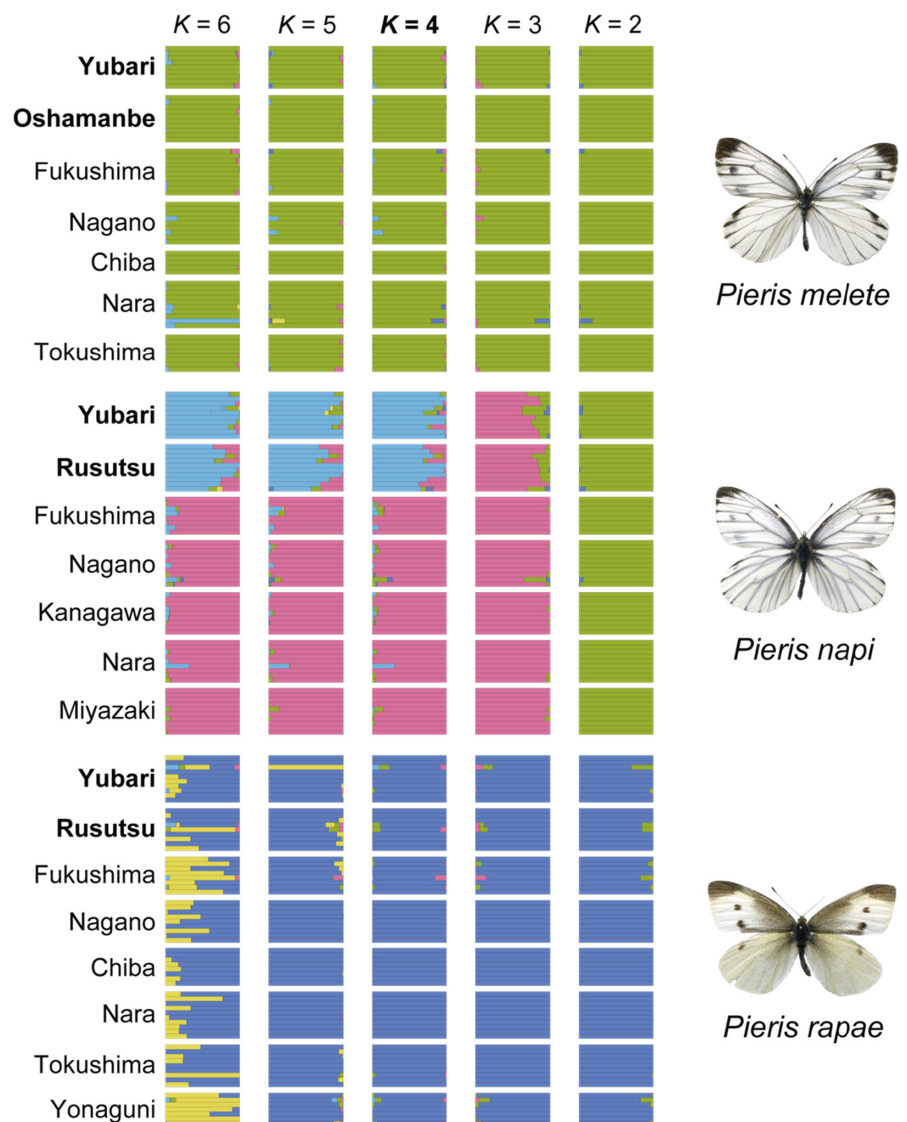 K = 6 K = 5 K = 4 K = 3 K = 2
Yubari
Oshamanbe
Fukushima
Nagano
Chiba
Nara
Tokushima
Pieris melete
Yubari
Rusutsu
Fukushima
Nagano
Kanagawa
Nara
Miyazaki
Pieris napi
Yubari
Rusutsu
Fukushima
Nagano
Chiba
Nara
Tokushima
Yonaguni
Pieris rapae